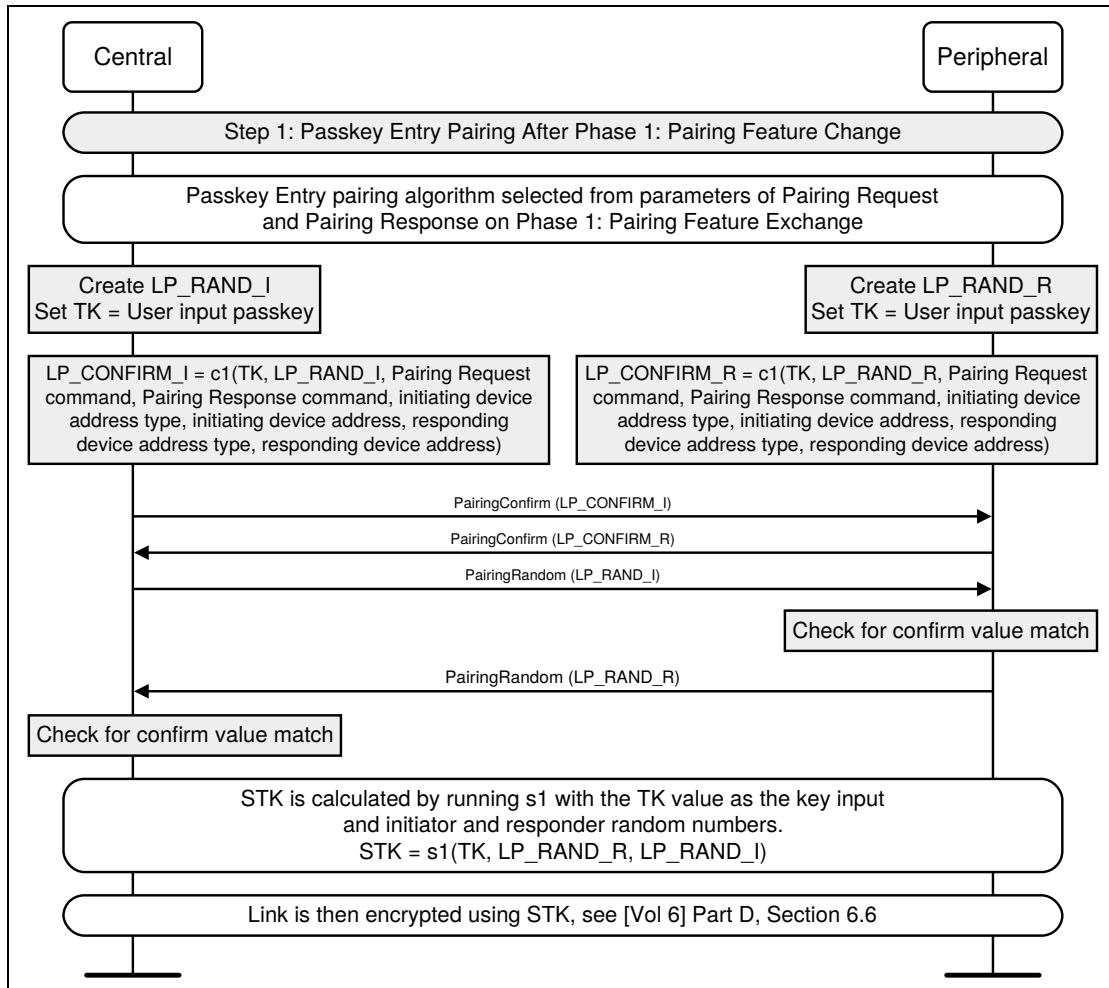 Central
Peripheral
Step 1: Passkey Entry Pairing After Phase 1: Pairing Feature Change
Passkey Entry pairing algorithm selected from parameters of Pairing Request
and Pairing Response on Phase 1: Pairing Feature Exchange
Create LP_RAND_I
Set TK = User input passkey
Create LP_RAND_R
Set TK = User input passkey
LP_CONFIRM_I = c1(TK, LP_RAND_I, Pairing Request
command, Pairing Response command, initiating device
address type, initiating device address, responding
device address type, responding device address)
LP_CONFIRM_R = c1(TK, LP_RAND_R, Pairing Request
command, Pairing Response command, initiating device
address type, initiating device address, responding
device address type, responding device address)
PairingConfirm (LP_CONFIRM_I)
PairingConfirm (LP_CONFIRM_R)
PairingRandom (LP_RAND_I)
Check for confirm value match
PairingRandom (LP_RAND_R)
Check for confirm value match
STK is calculated by running s1 with the TK value as the key input
and initiator and responder random numbers.
STK = s1(TK, LP_RAND_R, LP_RAND_I)
Link is then encrypted using STK, see [Vol 6] Part D, Section 6.6